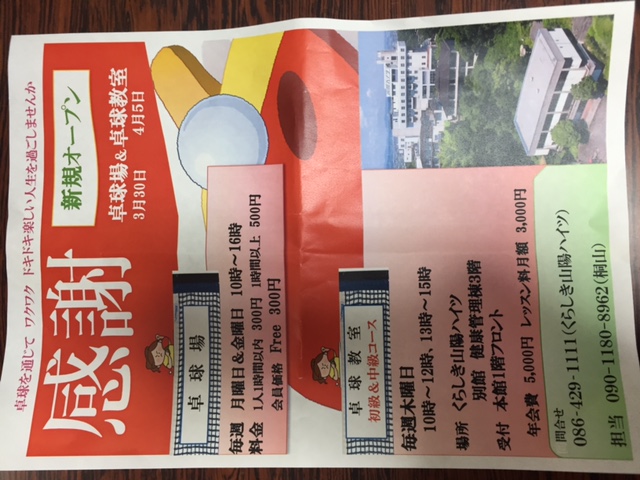 卓球を通じて ワクワク ドキドキ楽しい人生を過ごしませんか
感謝
新規オープン
卓球場&卓球教室
3月30日 4月5日
卓球場
毎週 月曜日&金曜日 10時~16時
料金 1人1時間以内 300円 1時間以上 500円
会員価格 Free 300円
卓球教室
初級&中級コース
毎週木曜日
10時~12時、13時~15時
場所 くらしき山陽ハイツ
別館 健康管理棟3階
受付 本館1階フロント
年会費 5,000円 レッスン料月額 3,000円
問合せ
086-429-1111(くらしき山陽ハイツ)
担当 090-1180-8962(桐山)